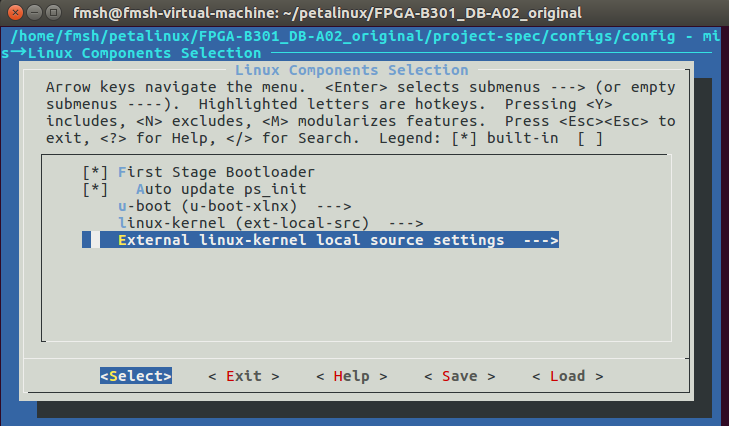 fmsh@fmsh-virtual-machine: ~/petalinux/FPGA-B301_DB-A02_original
/home/fmsh/petalinux/FPGA-B301_DB-A02_original/project-spec/configs/config - mi
s→Linux Components Selection
Linux Components Selection
Arrow keys navigate the menu.  <Enter> selects submenus ---> (or empty
submenus ----).  Highlighted letters are hotkeys.  Pressing <Y>
includes, <N> excludes, <M> modularizes features.  Press <Esc><Esc> to
exit, <?> for Help, </> for Search.  Legend: [*] built-in  [ ]
[*] First Stage Bootloader
[*]   Auto update ps_init
u-boot (u-boot-xlnx)  --->
linux-kernel (ext-local-src)  --->
External linux-kernel local source settings  --->
<Select>    < Exit >    < Help >    < Save >    < Load >